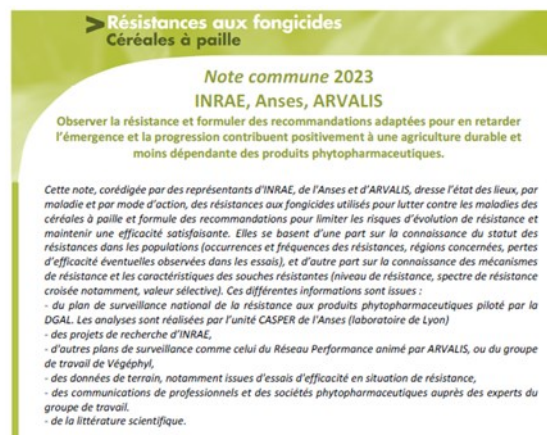 >Résistances aux fongicides
Céréales à paille
Note commune 2023
INRAE, Anses, ARVALIS
Observer la résistance et formuler des recommandations adaptées pour en retarder
l'émergence et la progression contribuent positivement à une agriculture durable et
moins dépendante des produits phytopharmaceutiques.
Cette note, corédigée par des représentants d'INRAE, de l'Anses et d'ARVALIS, dresse l'état des lieux, par
maladie et par mode d'action, des résistances aux fongicides utilisés pour lutter contre les maladies des
céréales à paille et formule des recommandations pour limiter les risques d'évolution de résistance et
maintenir une efficacité satisfaisante. Elles se basent d'une part sur la connaissance du statut des
résistances dans les populations (occurrences et fréquences des résistances, régions concernées, pertes
d'efficacité éventuelles observées dans les essais), et d'autre part sur la connaissance des mécanismes
de résistance et les caractéristiques des souches résistantes (niveau de résistance, spectre de résistance
croisée notamment, valeur sélective). Ces différentes informations sont issues :
- du plan de surveillance national de la résistance aux produits phytopharmaceutiques piloté par la
DGAL. Les analyses sont réalisées par l'unité CASPER de l'Anses (laboratoire de Lyon)
- des projets de recherche d'INRAE,
- d'autres plans de surveillance comme celui du Réseau Performance animé par ARVALIS, ou du groupe
de travail de Végéphyl,
- des données de terrain, notamment issues d'essais d'efficacité en situation de résistance,
- des communications de professionnels et des sociétés phytopharmaceutiques auprès des experts du
groupe de travail.
- de la littérature scientifique.